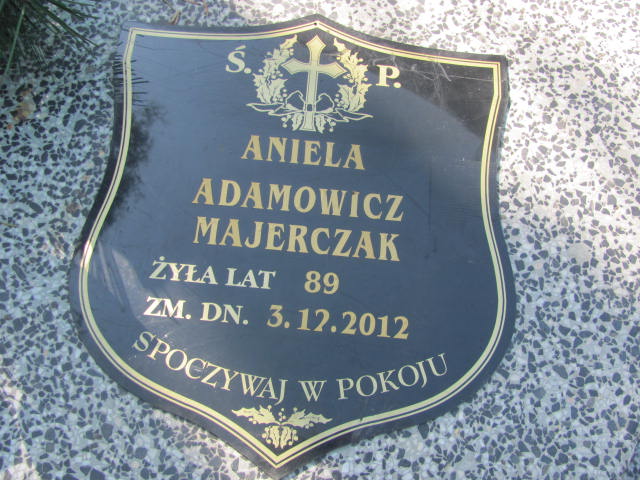 Ś. P.
ANIELA
ADAMOWICZ
MAJERCZAK
ŻYŁA LAT 89
ZM. DN. 3.12.2012
SPOCZYWAJ W POKOJU